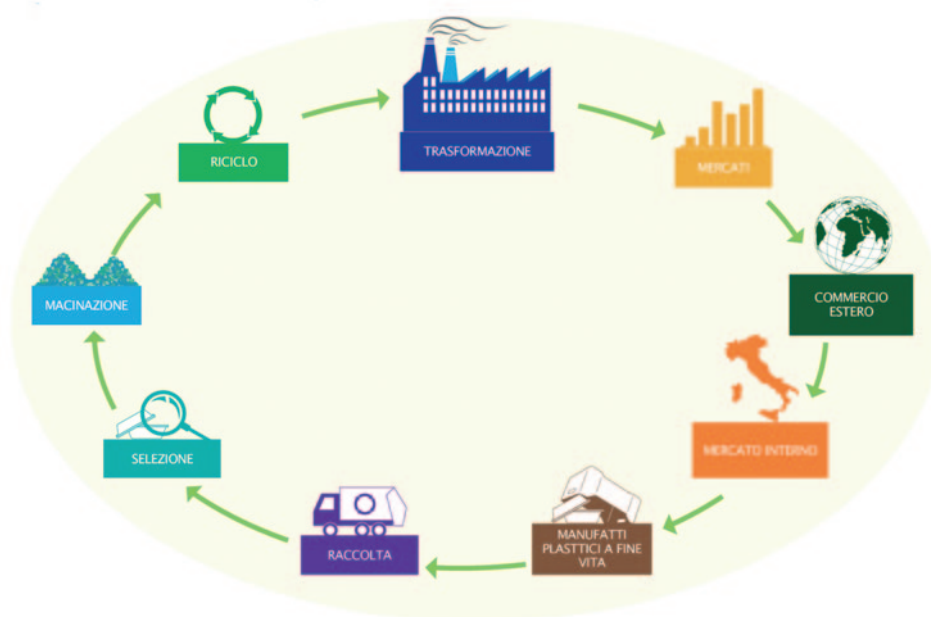 TRASFORMAZIONE
MERCATI
COMMERCIO
ESTERO
MERCATO INTERNO
MANUFATTI
PLASTTICI A FINE
VITA
RACCOLTA
SELEZIONE
MACINAZIONE
RICICLO